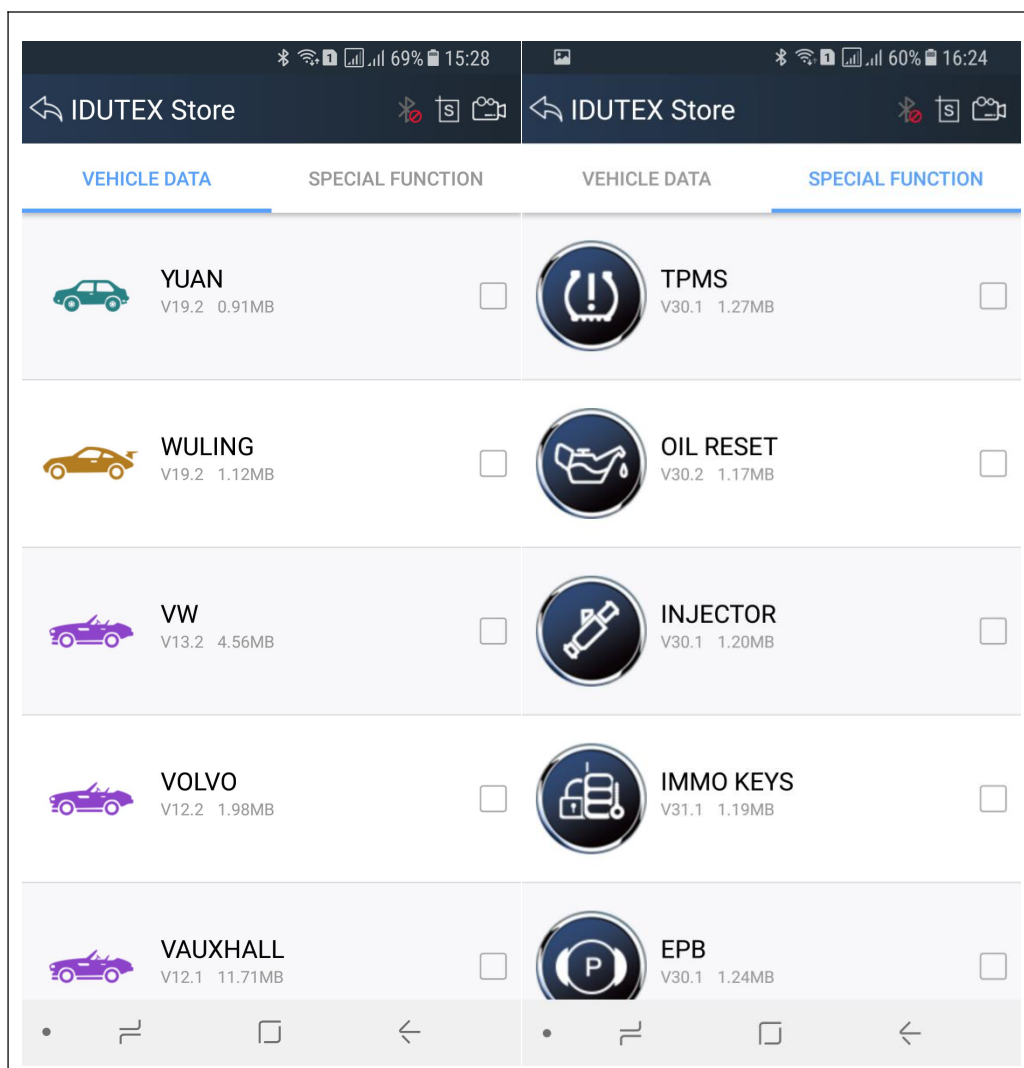 69% 15:28
IDUTEX Store
S
VEHICLE DATA SPECIAL FUNCTION
YUAN
V19.2 0.91MB
WULING
V19.2 1.12MB
VW
V13.2 4.56MB
VOLVO
V12.2 1.98MB
VAUXHALL
V12.1 11.71MB
1 60% 16:24
IDUTEX Store
S
VEHICLE DATA SPECIAL FUNCTION
TPMS
V30.1 1.27MB
OIL RESET
V30.2 1.17MB
INJECTOR
V30.1 1.20MB
IMMO KEYS
V31.1 1.19MB
P
EPB
V30.1 1.24MB